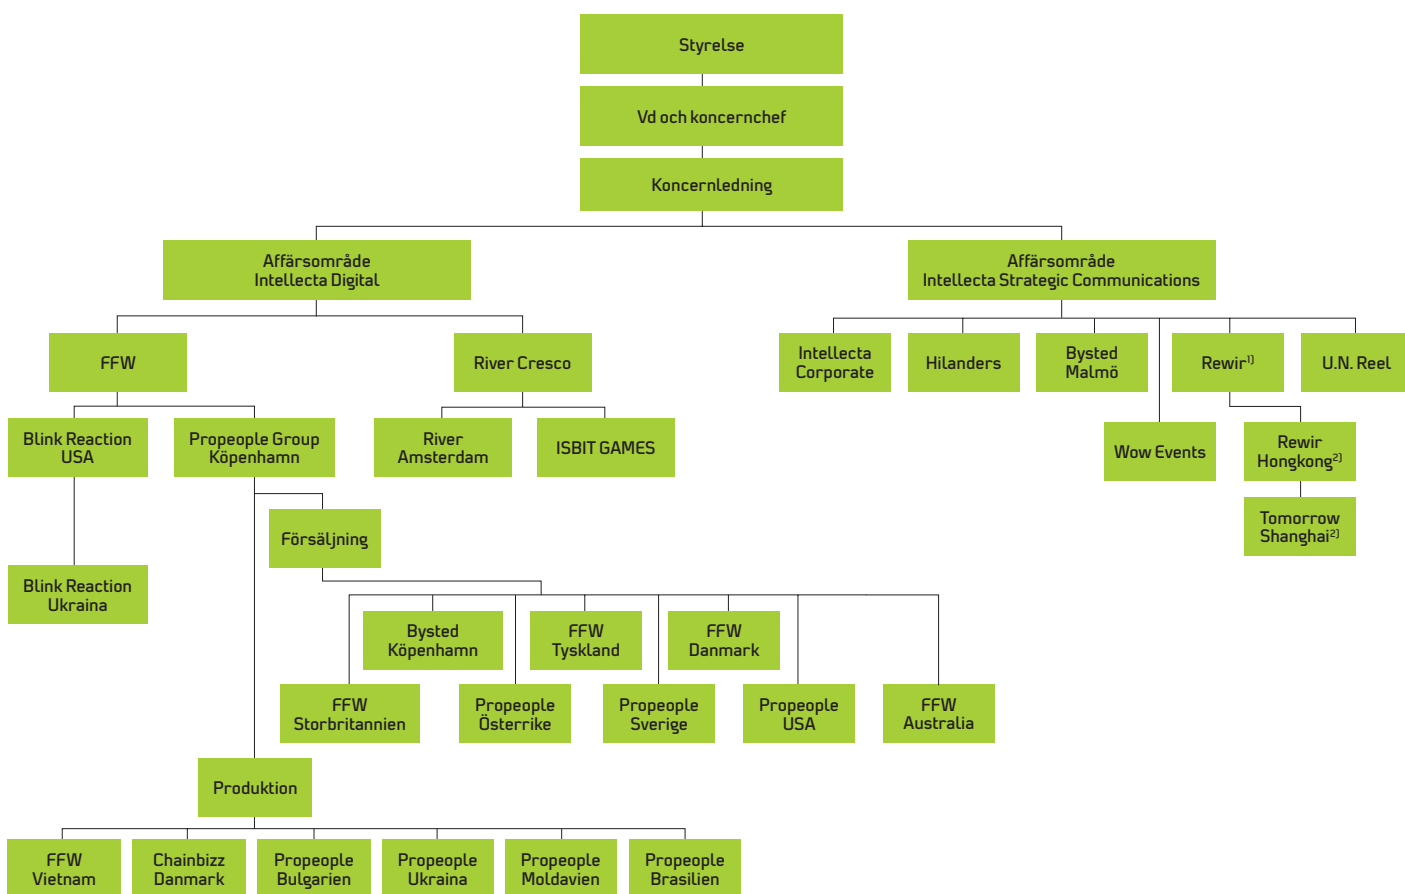 Styrelse
Vd och koncernchef
Koncernledning
Affärsområde
Intellecta Digital
Affärsområde
Intellecta Strategic Communications
FFW
River Cresco
Intellecta
Corporate
Hilanders
Bysted
Malmö
Rewir¹⁾
U.N. Reel
Blink Reaction
USA
Propeople Group
Köpenhamn
River
Amsterdam
ISBIT GAMES
Wow Events
Rewir
Hongkong²⁾
Tomorrow
Shanghai²⁾
Försäljning
Blink Reaction
Ukraina
Bysted
Köpenhamn
FFW
Tyskland
FFW
Danmark
FFW
Storbritannien
Propeople
Österrike
Propeople
Sverige
Propeople
USA
FFW
Australia
Produktion
FFW
Vietnam
Chainbizz
Danmark
Propeople
Bulgarien
Propeople
Ukraina
Propeople
Moldavien
Propeople
Brasilien